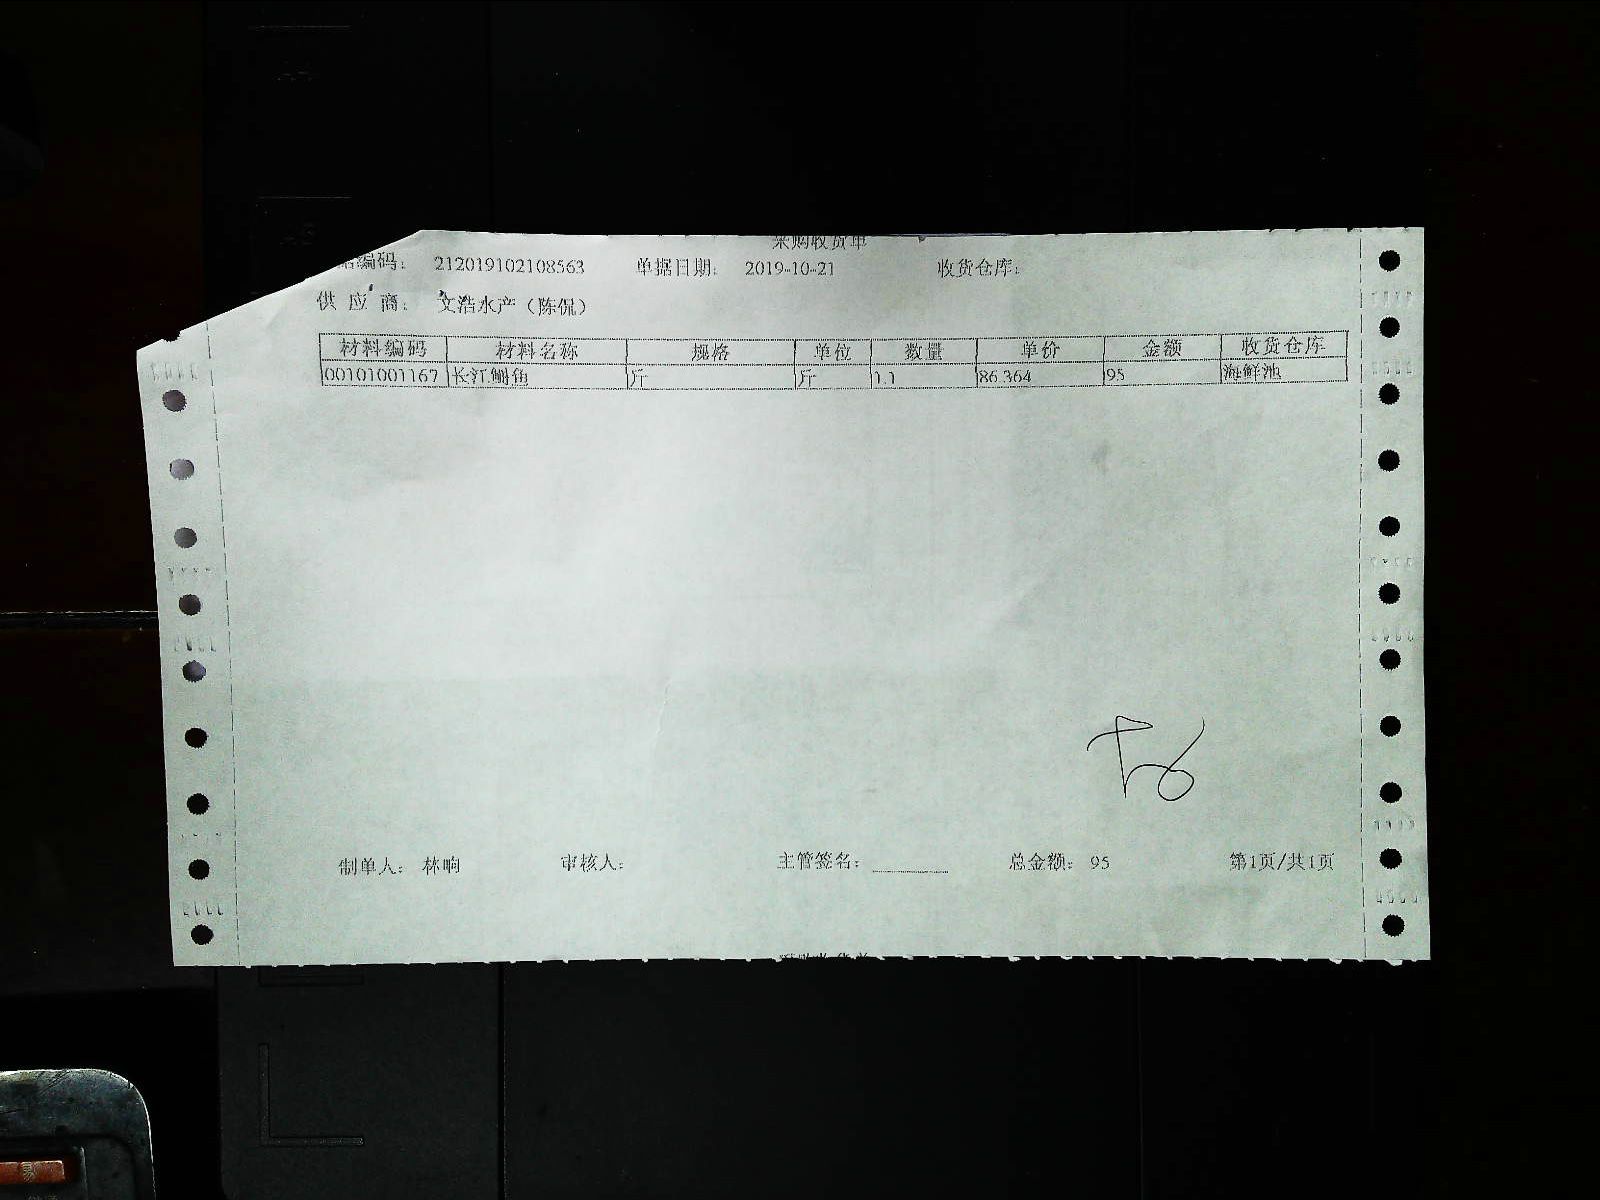 采购收货单
编码： 212019102108563 单据日期： 2019-10-21 收货仓库：
供 应 商： 文浩水产（陈侃）
材料编码 材料名称 规格 单位 数量 单价 金额 收货仓库
00101001167 长江鮰鱼 斤 斤 1.1 86.364 95 海鲜池
制单人： 林响 审核人： 主管签名： 总金额： 95 第1页/共1页